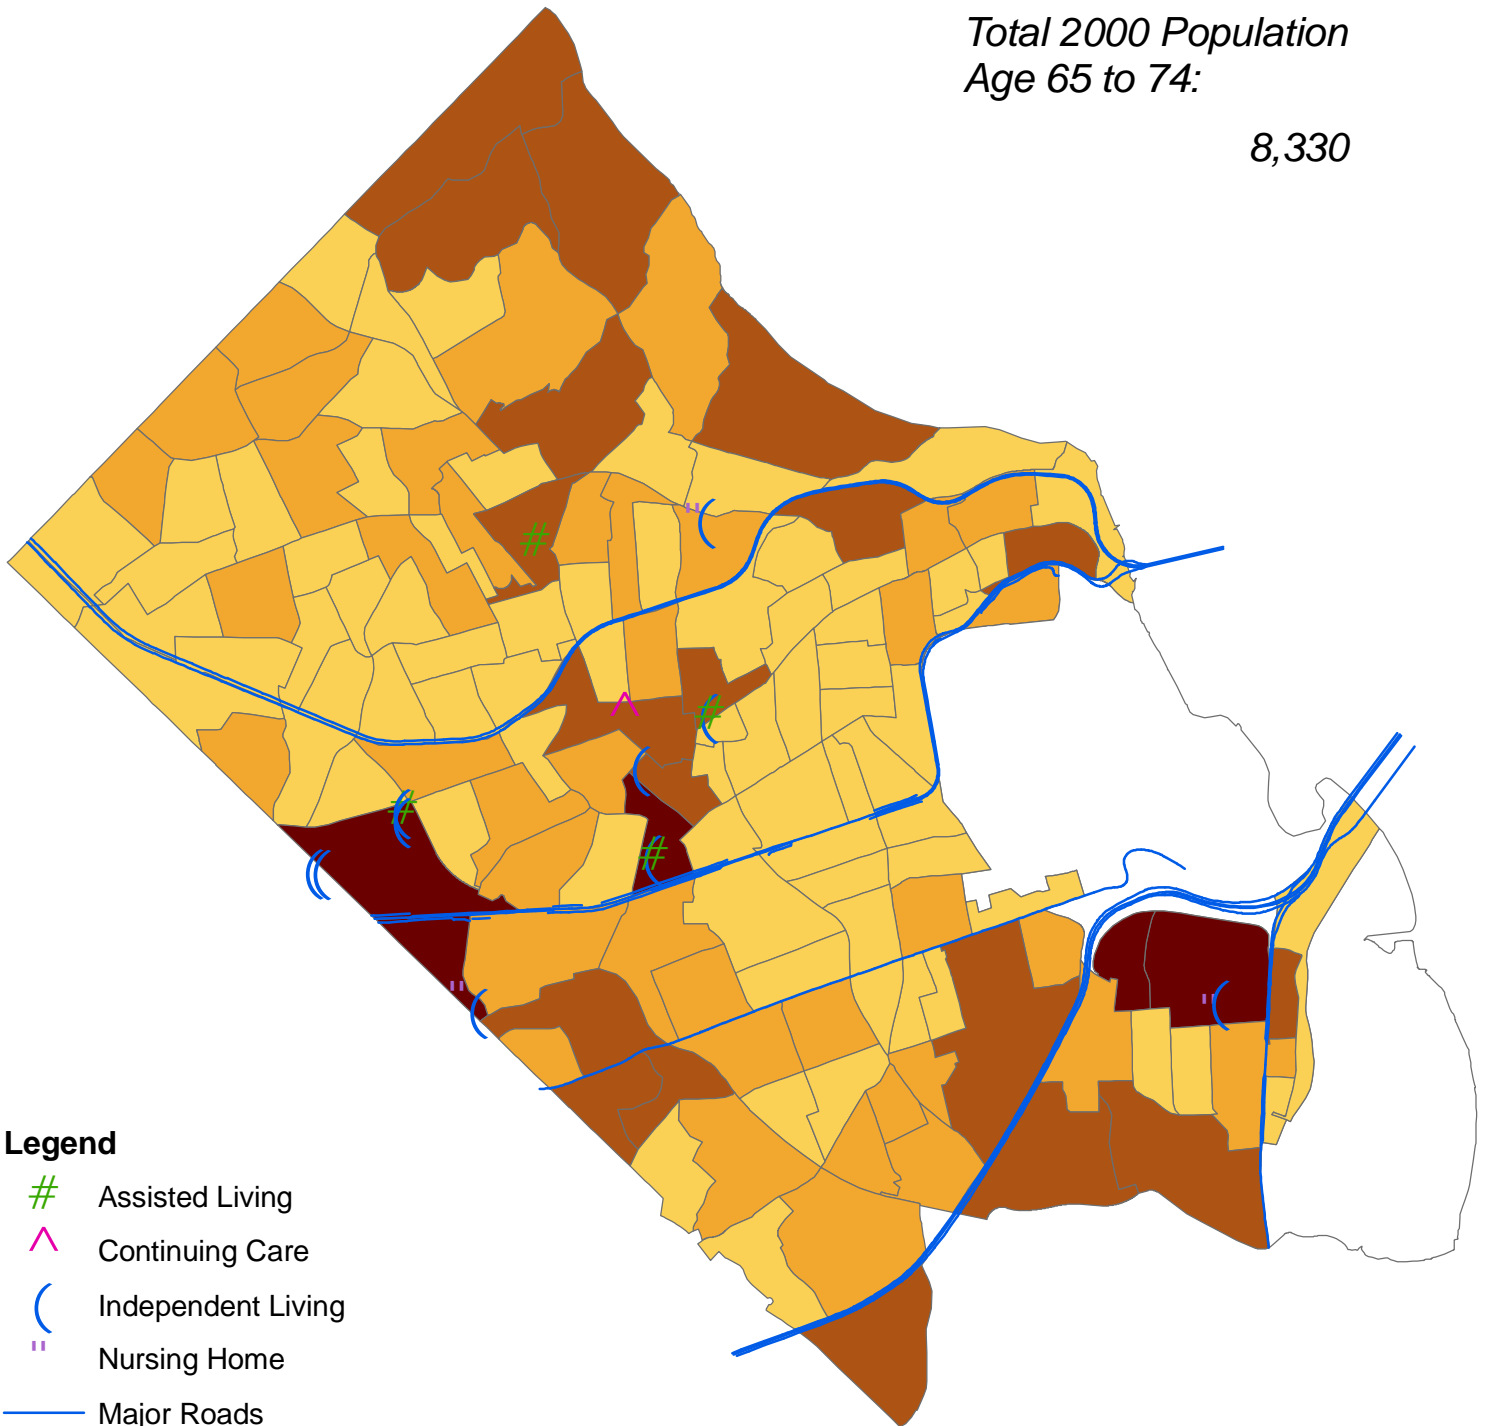 Total 2000 Population
Age 65 to 74:
8,330
Legend
# Assisted Living
^ Continuing Care
( Independent Living
" Nursing Home
Major Roads